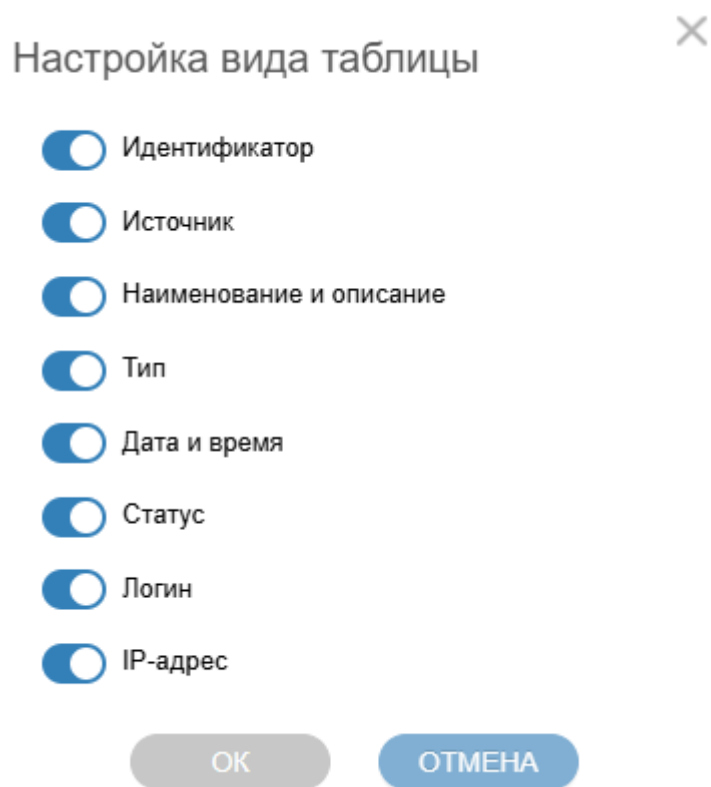 Настройка вида таблицы
Идентификатор
Источник
Наименование и описание
Тип
Дата и время
Статус
Логин
IP-адрес
ОК
ОТМЕНА